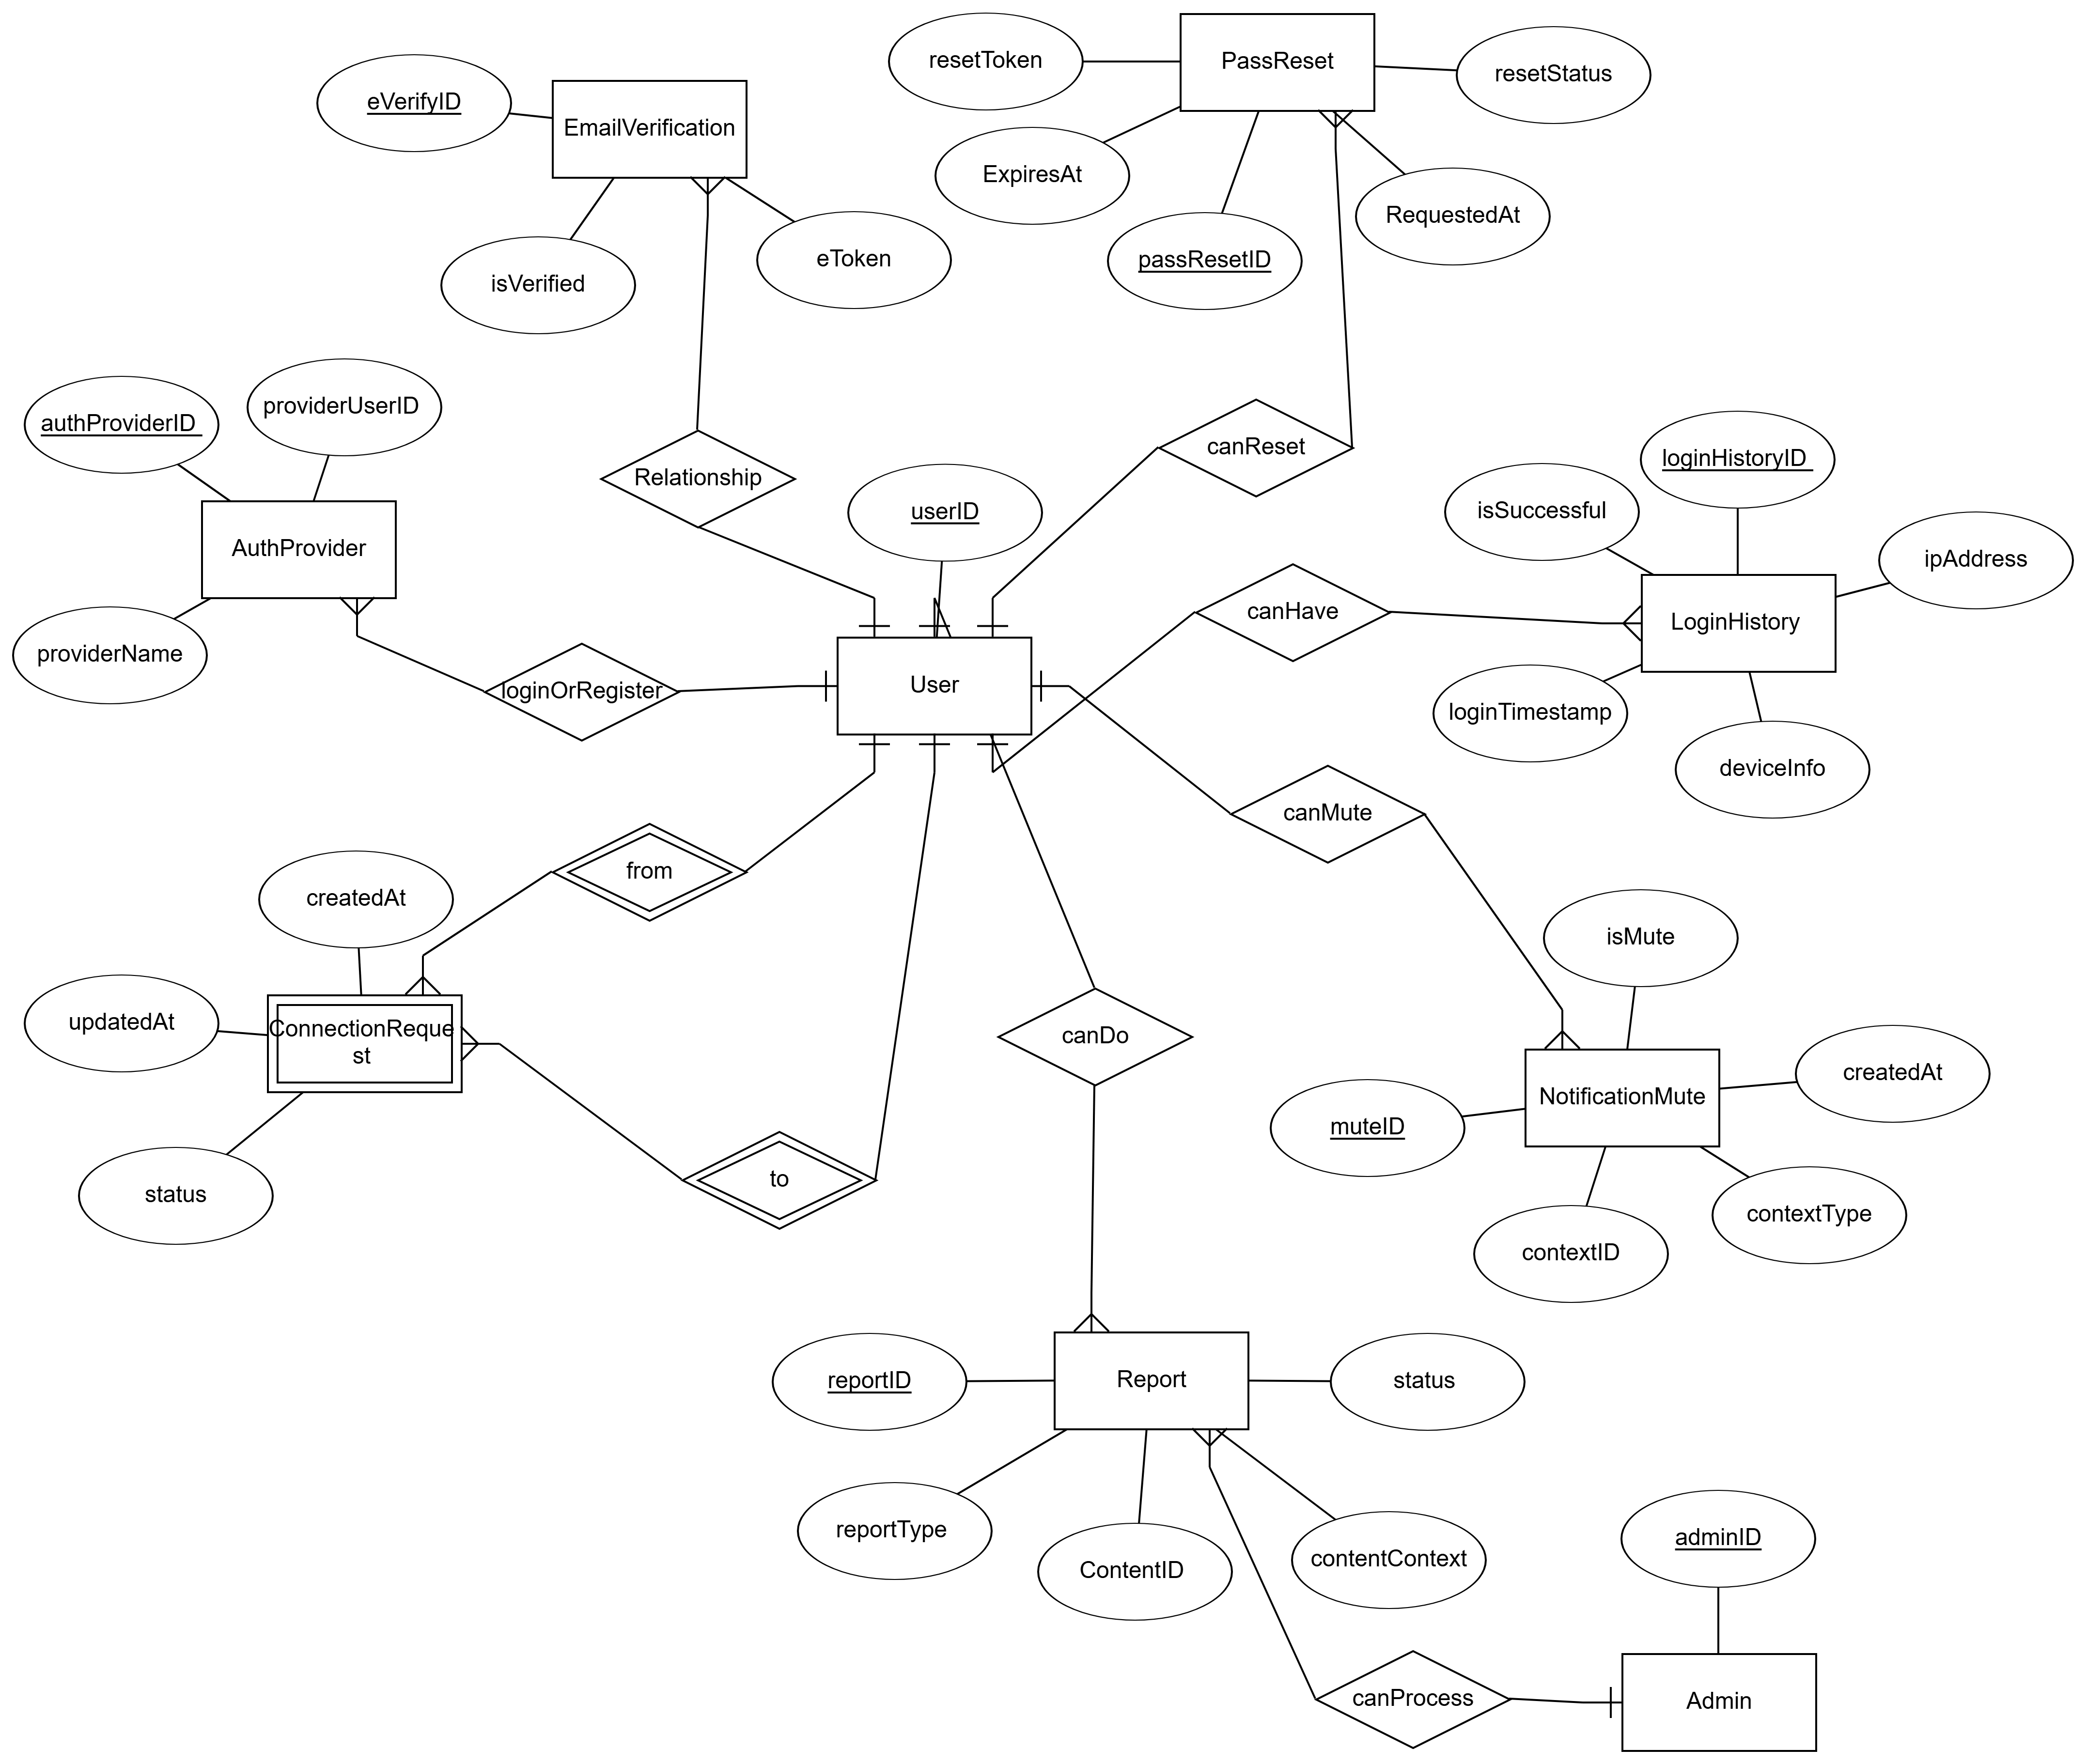 resetToken
PassReset
resetStatus
eVerifyID
EmailVerification
ExpiresAt
RequestedAt
isVerified
eToken
passResetID
authProviderID
providerUserID
Relationship
canReset
userID
loginHistoryID
isSuccessful
ipAddress
AuthProvider
canHave
LoginHistory
providerName
loginOrRegister
User
loginTimestamp
deviceInfo
canMute
from
createdAt
isMute
updatedAt
ConnectionReque
st
canDo
createdAt
NotificationMute
muteID
status
to
contextType
contextID
reportID
Report
status
reportType
ContentID
contentContext
adminID
canProcess
Admin